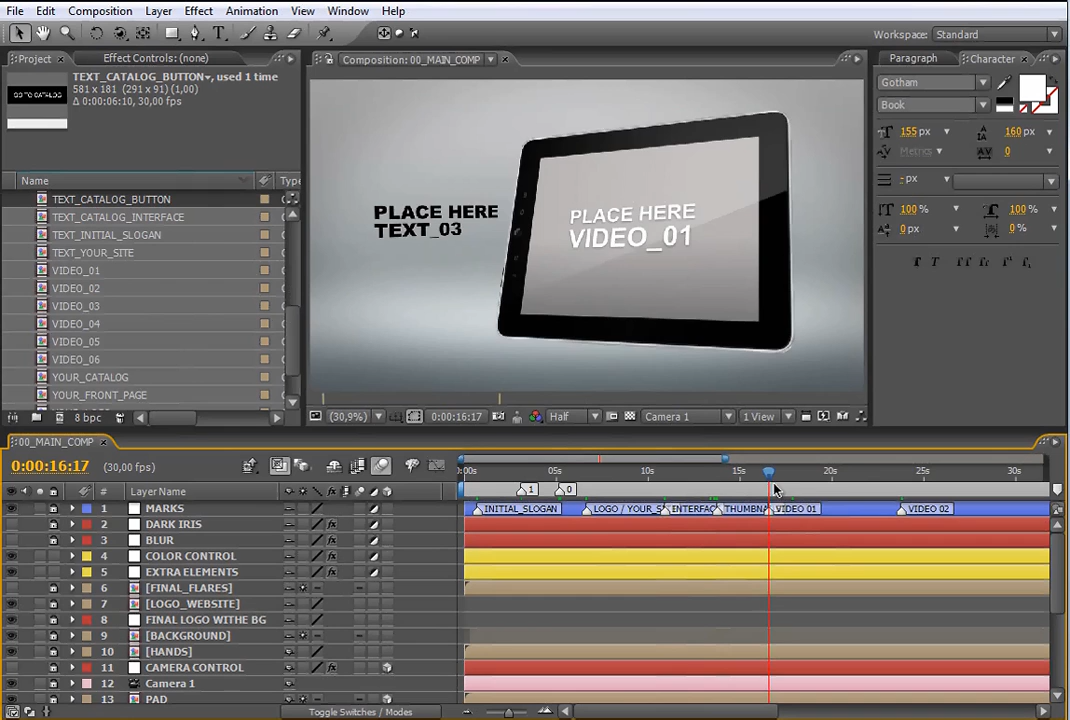 File Edit Composition Layer Effect Animation View Window Help
Workspace: Standard
Project Effect Controls: (none)
Composition: 00_MAIN_COMP
Paragraph Character
TEXT_CATALOG_BUTTON, used 1 time
581 x 181 (291 x 91) (1,00)
Δ 0:00:06:10, 30,00 fps
GO TO CATALOG
Gotham
Book
155 px 160 px
Metrics 0
- px
100 % 100 %
0 px 0 %
Name Type
TEXT_CATALOG_BUTTON
TEXT_CATALOG_INTERFACE
TEXT_INITIAL_SLOGAN
TEXT_YOUR_SITE
VIDEO_01
VIDEO_02
VIDEO_03
VIDEO_04
VIDEO_05
VIDEO_06
YOUR_CATALOG
YOUR_FRONT_PAGE
8 bpc
PLACE HERE
TEXT_03
PLACE HERE
VIDEO_01
(30,9%) 0:00:16:17 Half Camera 1 1 View
00_MAIN_COMP
0:00:16:17 (30,00 fps)
:00s 05s 10s 15s 20s 25s 30s
# Layer Name
1 0
1 MARKS
INITIAL_SLOGAN LOGO / YOUR_S INTERFAC THUMBNA VIDEO 01 VIDEO 02
2 DARK IRIS
3 BLUR
4 COLOR CONTROL
5 EXTRA ELEMENTS
6 [FINAL_FLARES]
7 [LOGO_WEBSITE]
8 FINAL LOGO WITHE BG
9 [BACKGROUND]
10 [HANDS]
11 CAMERA CONTROL
12 Camera 1
13 PAD
Toggle Switches / Modes